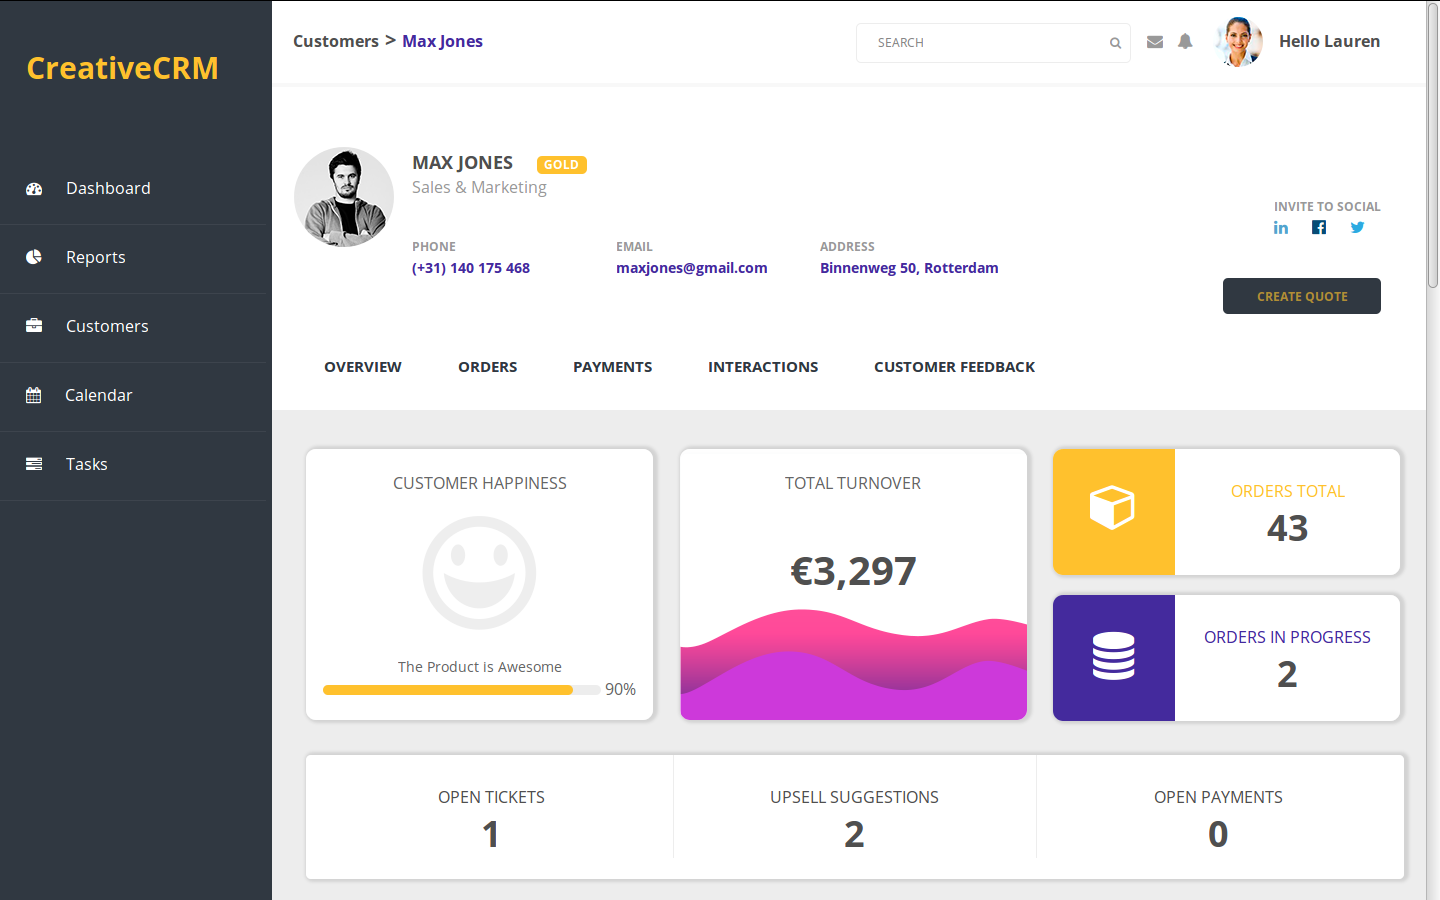 CreativeCRM
Dashboard
Reports
Customers
Calendar
Tasks
Customers > Max Jones
SEARCH
Hello Lauren
MAX JONES
GOLD
Sales & Marketing
PHONE
(+31) 140 175 468
EMAIL
maxjones@gmail.com
ADDRESS
Binnenweg 50, Rotterdam
INVITE TO SOCIAL
CREATE QUOTE
OVERVIEW
ORDERS
PAYMENTS
INTERACTIONS
CUSTOMER FEEDBACK
CUSTOMER HAPPINESS
The Product is Awesome
90%
TOTAL TURNOVER
€3,297
ORDERS TOTAL
43
ORDERS IN PROGRESS
2
OPEN TICKETS
1
UPSELL SUGGESTIONS
2
OPEN PAYMENTS
0